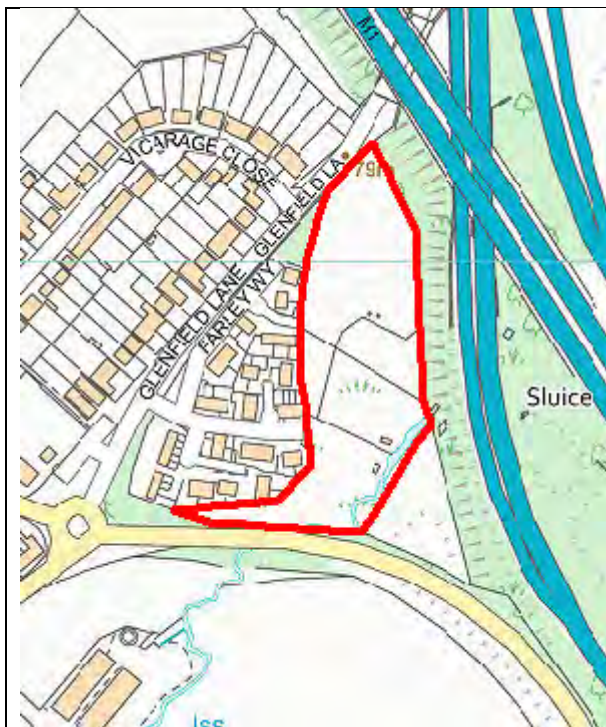 M1
VICARAGE CLOSE
GLENFIELD LA
79m
GLENFIELD LANE
FARLEY WY
Sluice
Iss